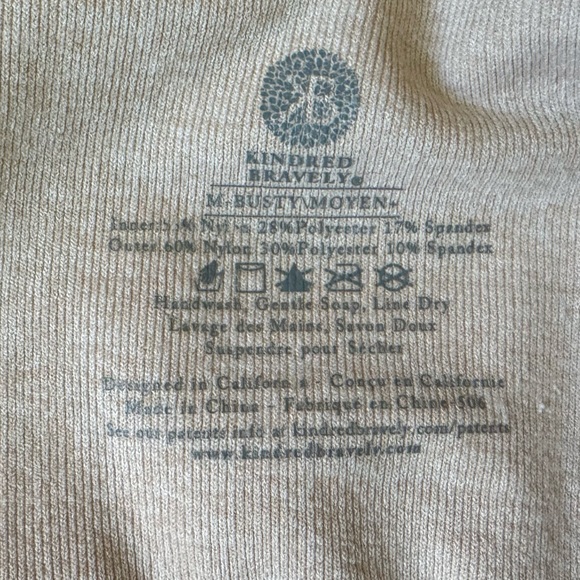 KB
KINDRED
BRAVELY®
M-BUSTY\MOYEN+
Inner: 28%Polyester 17% Spandex
Outer 60% Nylon 30%Polyester 10% Spandex
Handwash, Gentle Soap, Line Dry
Lavage des Mains, Savon Doux
Suspendre pour Sécher
Designed in California - Conçu en Californie
Made in China - Fabriqué en Chine-506
See our patents info at kindredbravely.com/patents
www.kindredbravely.com